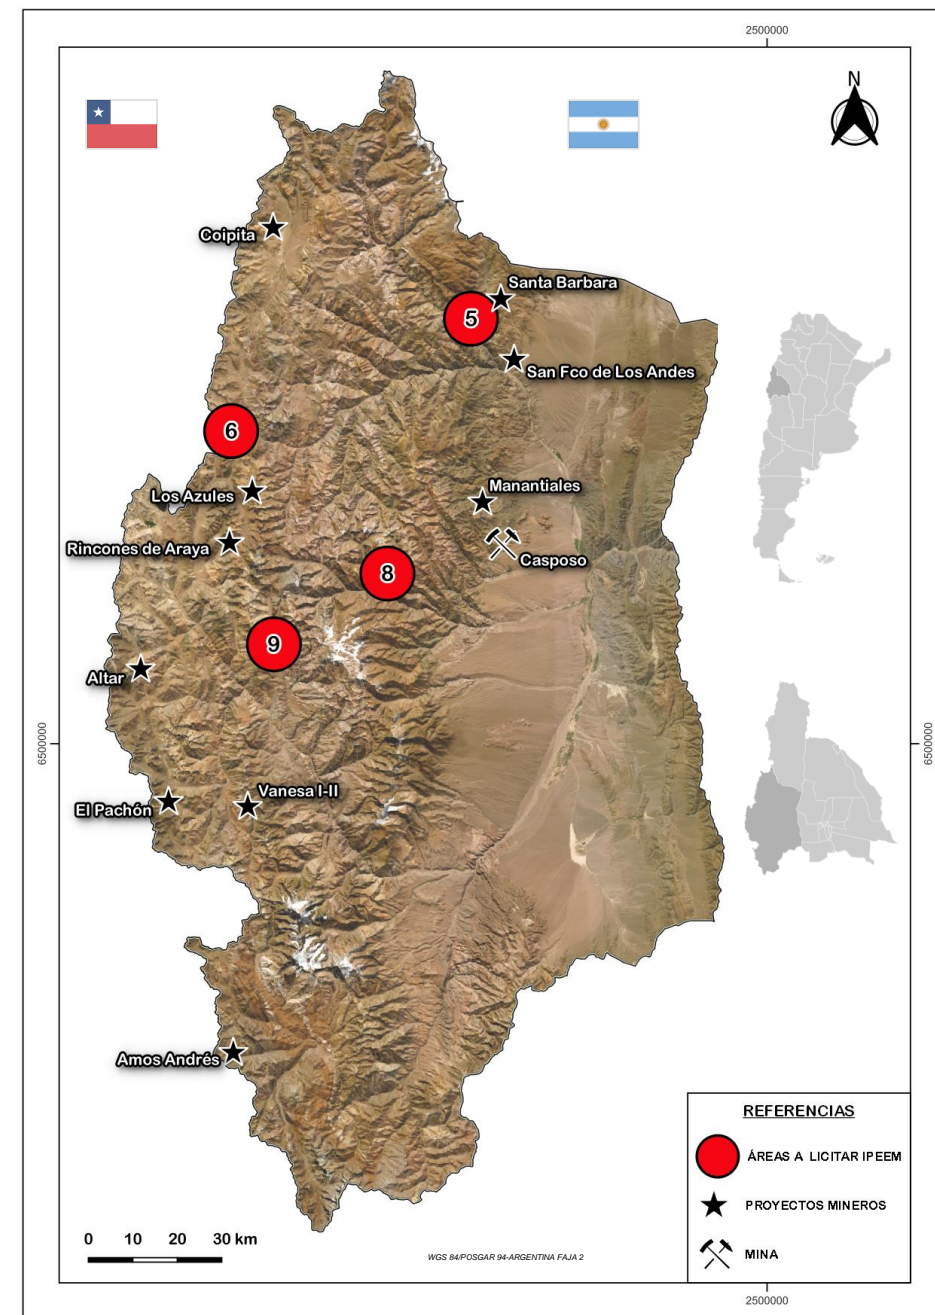 2500000
N
Coipita
Santa Barbara
5
San Fco de Los Andes
6
Los Azules
Manantiales
Rincones de Araya
Casposo
8
9
Altar
6500000
6500000
Vanesa I-II
El Pachón
Amos Andrés
REFERENCIAS
ÁREAS A LICITAR IPEEM
PROYECTOS MINEROS
MINA
0 10 20 30 km
WGS 84/POSGAR 94-ARGENTINA FAJA 2
2500000